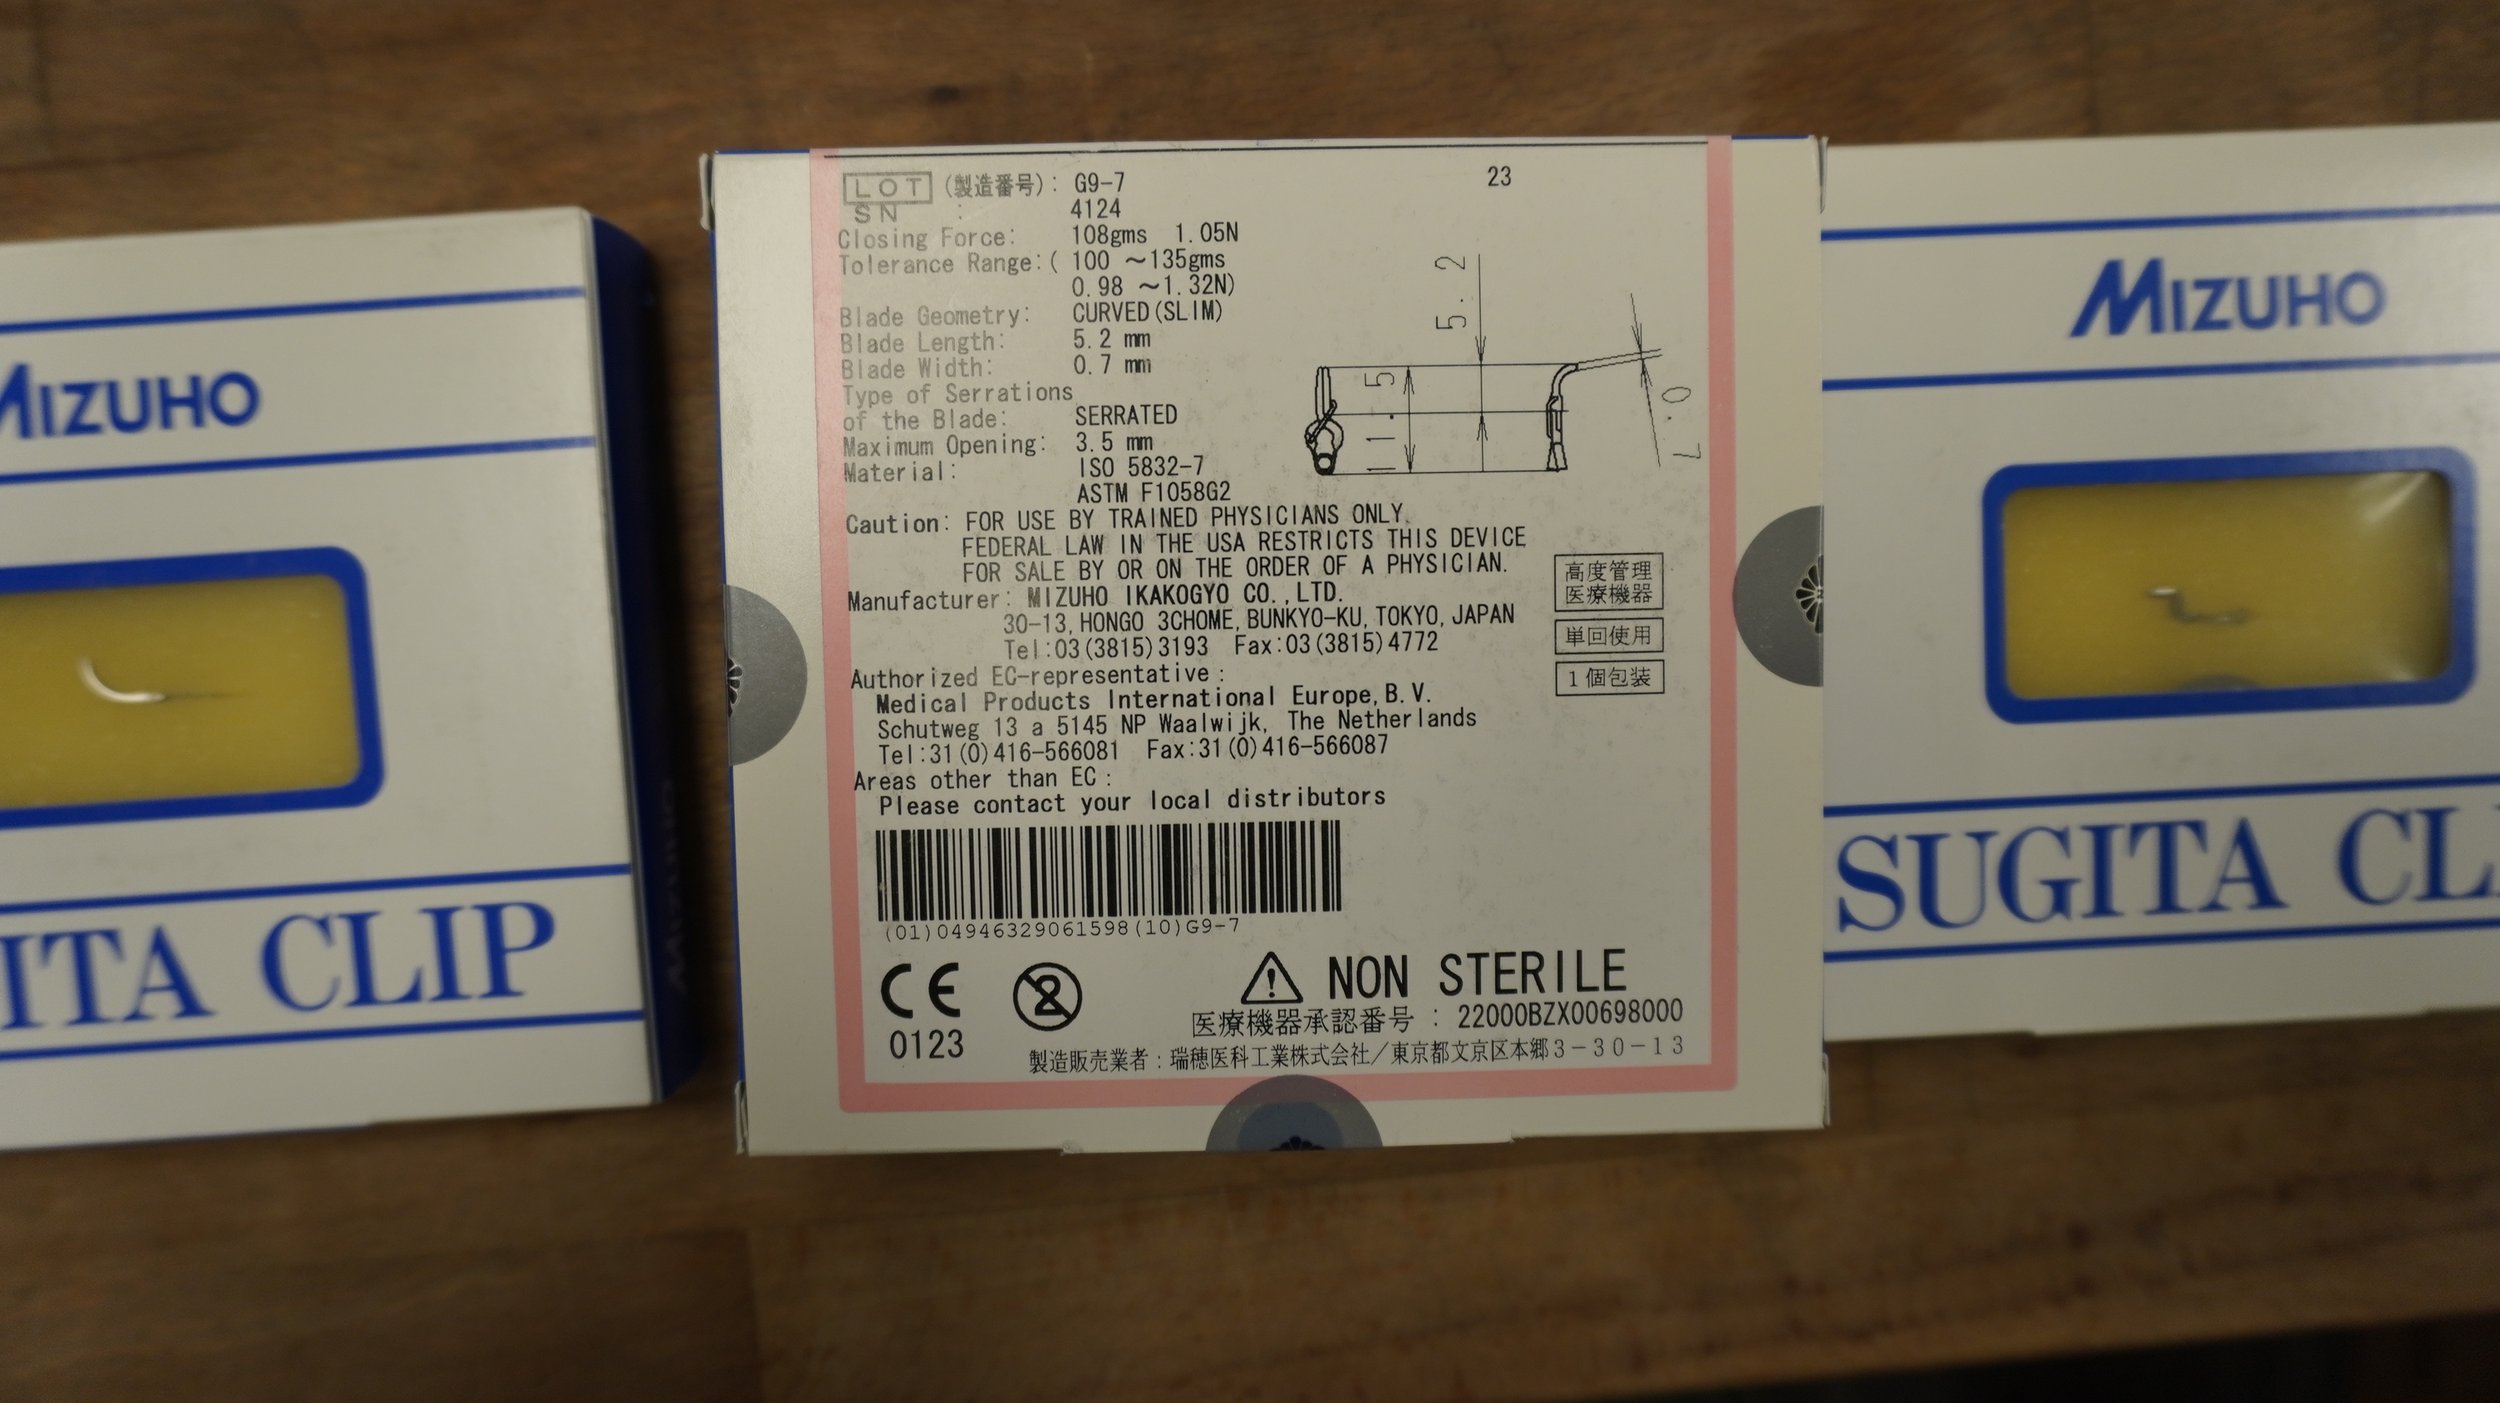 MIZUHO
ITA CLIP
LOT (製造番号): G9-7
SN : 4124
Closing Force: 108gms 1.05N
Tolerance Range:( 100 ~135gms
0.98 ~1.32N)
Blade Geometry: CURVED(SLIM)
Blade Length: 5.2 mm
Blade Width: 0.7 mm
Type of Serrations
of the Blade: SERRATED
Maximum Opening: 3.5 mm
Material: ISO 5832-7
ASTM F1058G2
23
5.2
11.5
0.7
Caution: FOR USE BY TRAINED PHYSICIANS ONLY.
FEDERAL LAW IN THE USA RESTRICTS THIS DEVICE
FOR SALE BY OR ON THE ORDER OF A PHYSICIAN.
Manufacturer: MIZUHO IKAKOGYO CO.,LTD.
30-13,HONGO 3CHOME,BUNKYO-KU,TOKYO,JAPAN
Tel:03(3815)3193 Fax:03(3815)4772
高度管理
医療機器
単回使用
1個包装
Authorized EC-representative:
Medical Products International Europe,B.V.
Schutweg 13 a 5145 NP Waalwijk, The Netherlands
Tel:31(0)416-566081 Fax:31(0)416-566087
Areas other than EC:
Please contact your local distributors
(01)04946329061598(10)G9-7
CE
0123
2
NON STERILE
医療機器承認番号 : 22000BZX00698000
製造販売業者:瑞穂医科工業株式会社/東京都文京区本郷3-30-13
MIZUHO
SUGITA CLI